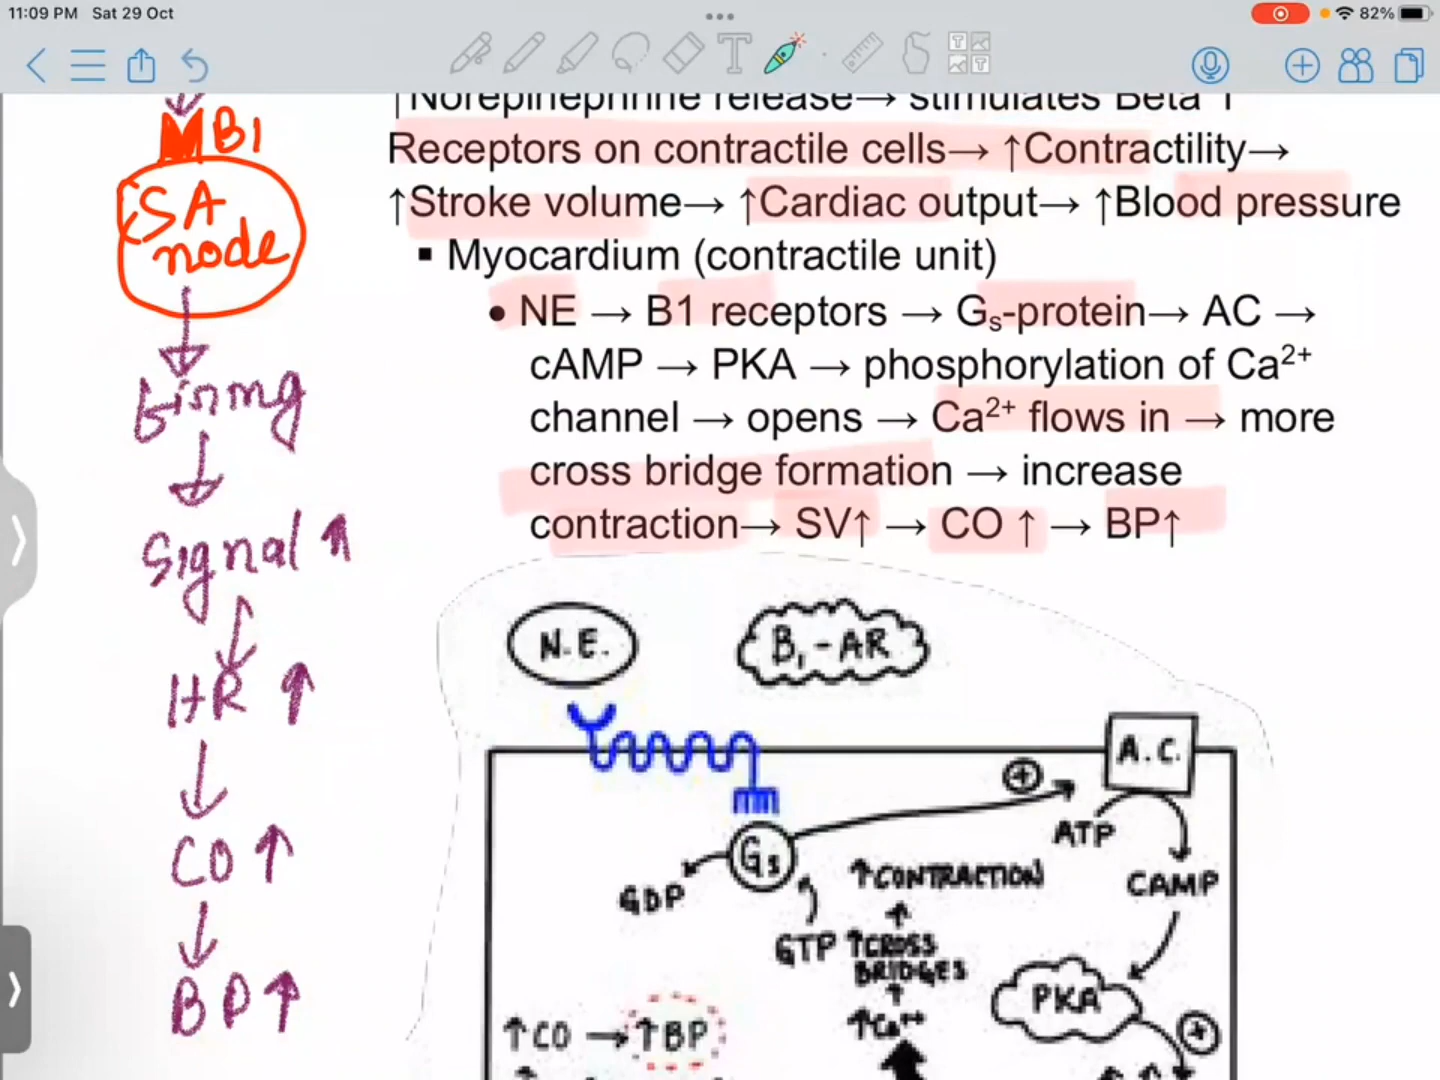 11:09 PM Sat 29 Oct
82%
↑Norepinephrine release→ stimulates Beta 1
Receptors on contractile cells→ ↑Contractility→
↑Stroke volume→ ↑Cardiac output→ ↑Blood pressure
▪ Myocardium (contractile unit)
• NE → B1 receptors → Gs-protein→ AC →
cAMP → PKA → phosphorylation of Ca²⁺
channel → opens → Ca²⁺ flows in → more
cross bridge formation → increase
contraction→ SV↑ → CO ↑ → BP↑
B1
SA
node
Signal ↑
HR ↑
CO ↑
BP ↑
N.E.
B₁-AR
A.C.
ATP
Gs
GDP
GTP
↑CONTRACTION
CAMP
↑CROSS
BRIDGES
PKA
↑Ca⁺⁺
↑CO → ↑BP